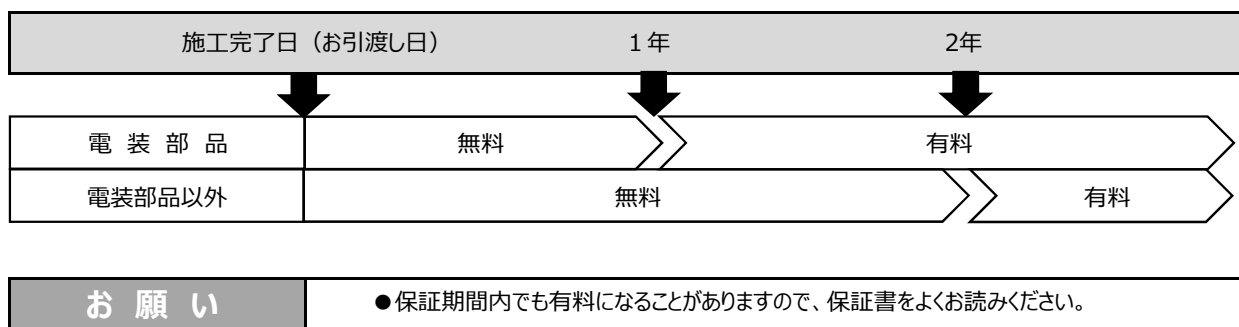 施工完了日（お引渡し日） 1年 2年
電装部品 無料 有料
電装部品以外 無料 有料
お願い ●保証期間内でも有料になることがありますので、保証書をよくお読みください。